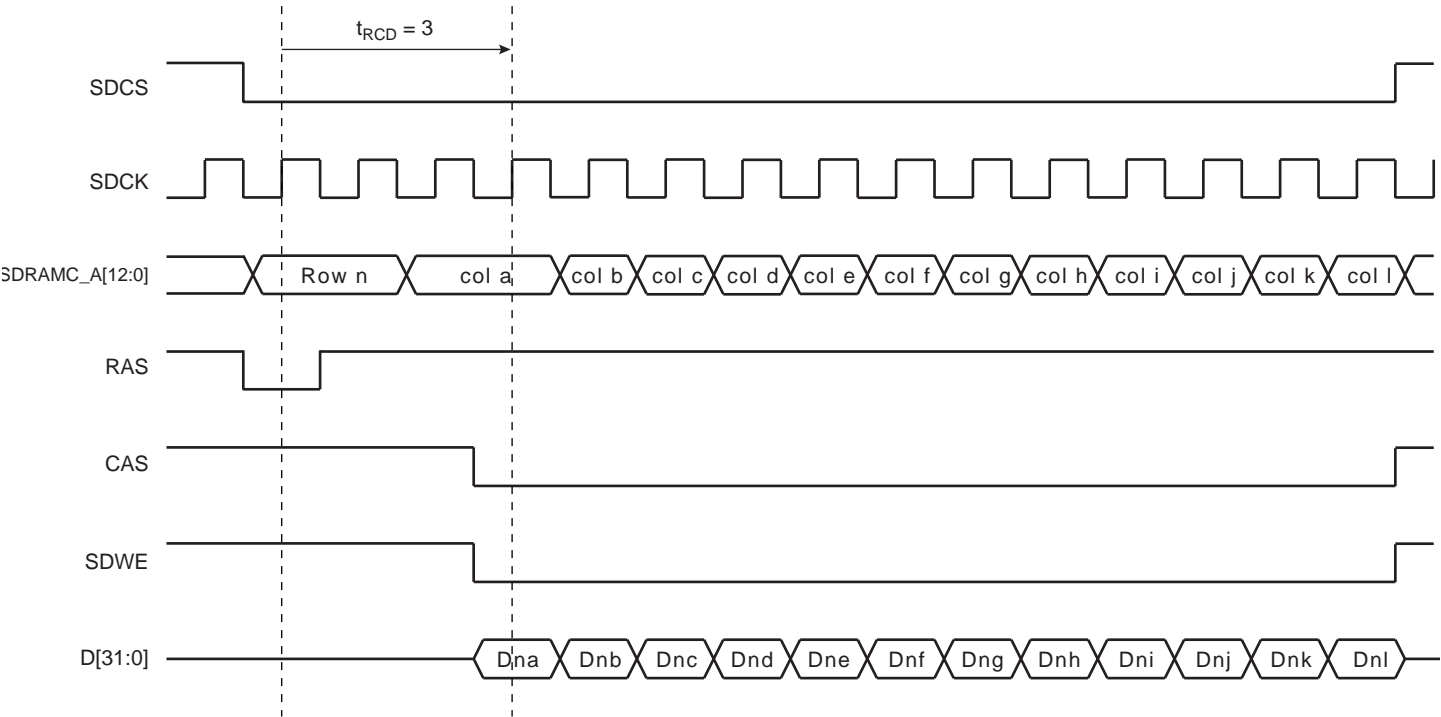 tRCD = 3
SDCS
SDCK
SDRAMC_A[12:0] Row n col a col b col c col d col e col f col g col h col i col j col k col l
RAS
CAS
SDWE
D[31:0] Dna Dnb Dnc Dnd Dne Dnf Dng Dnh Dni Dnj Dnk Dnl